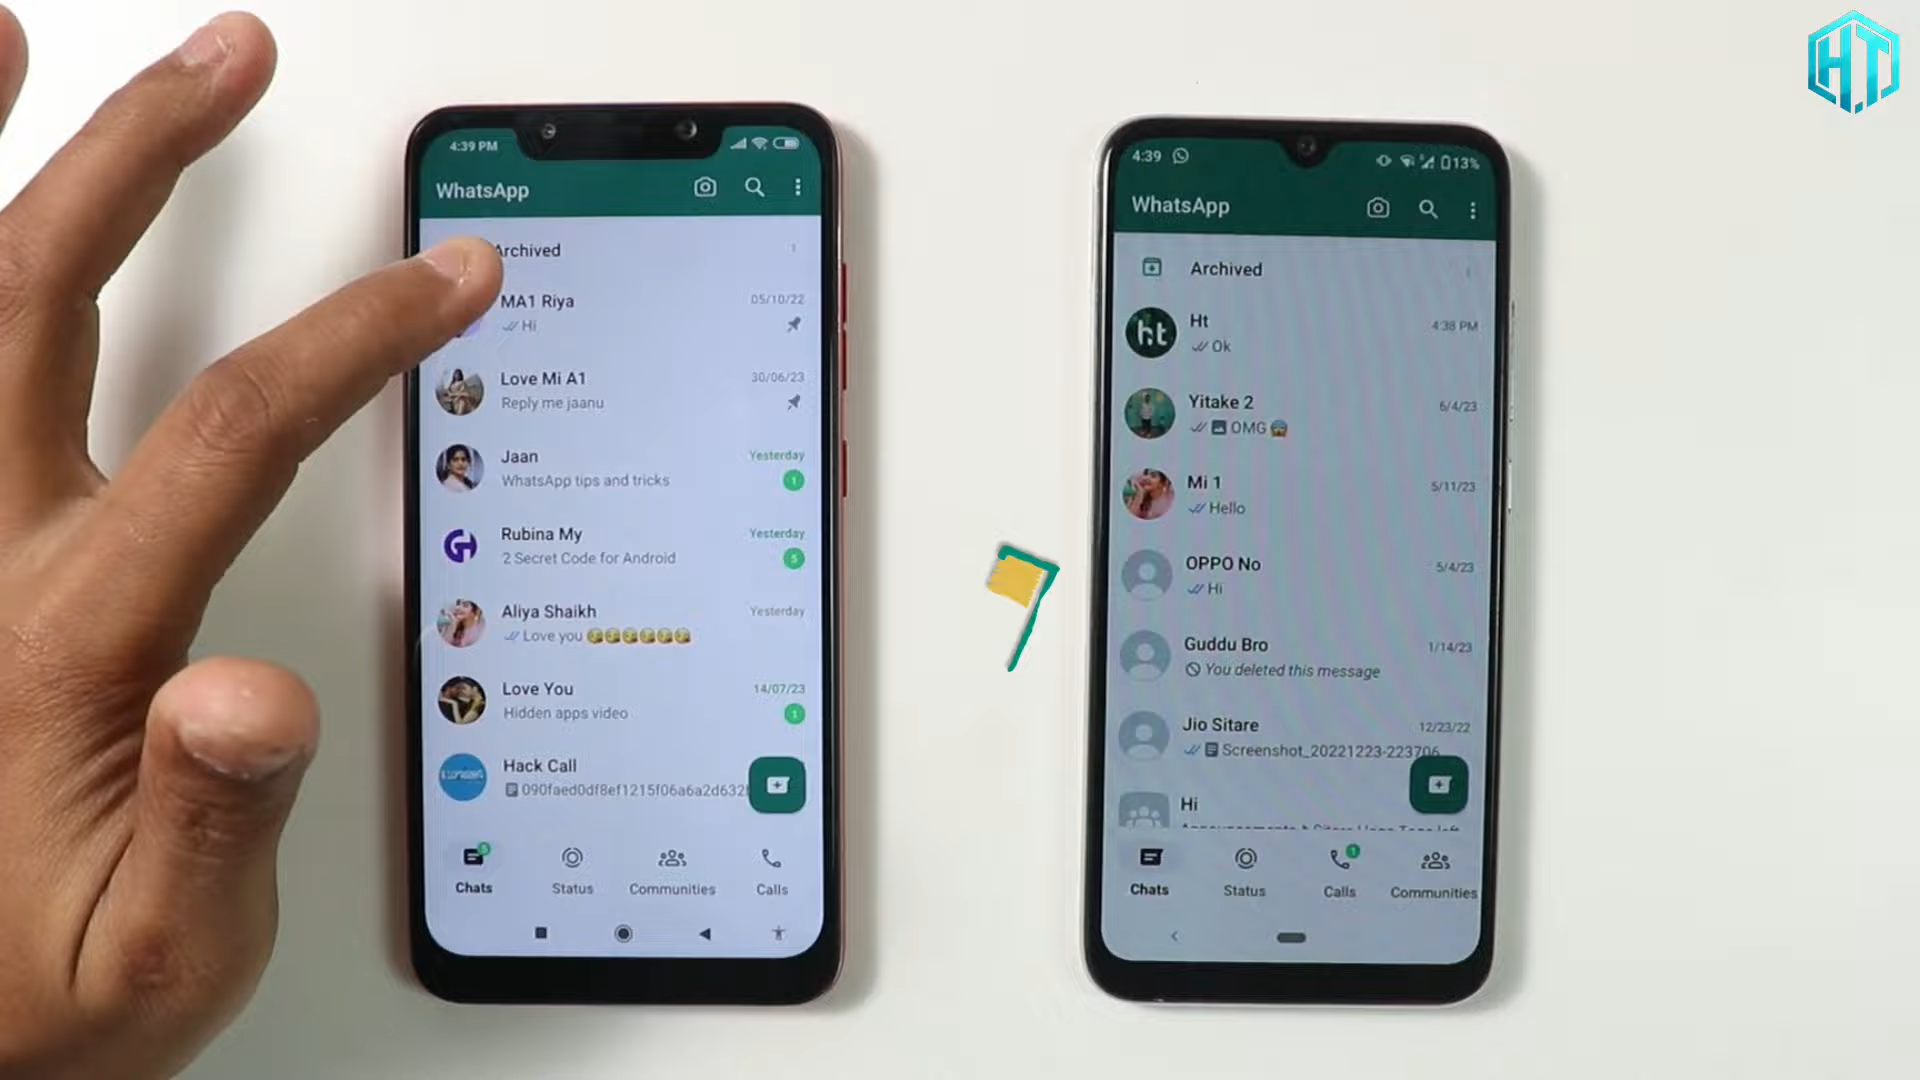 HT
4:39 PM
WhatsApp
Archived
1
MA1 Riya
05/10/22
Hi
Love Mi A1
30/06/23
Reply me jaanu
Jaan
Yesterday
WhatsApp tips and tricks
1
Rubina My
Yesterday
2 Secret Code for Android
5
Aliya Shaikh
Yesterday
Love you 😘😘😘😘😘😘
Love You
14/07/23
Hidden apps video
1
Hack Call
090faed0df8ef1215f06a6a2d632
5
Chats
Status
Communities
Calls
4:39
13%
WhatsApp
Archived
ht
Ht
4:38 PM
Ok
Yitake 2
6/4/23
OMG 😱
Mi 1
5/11/23
Hello
OPPO No
5/4/23
Hi
Guddu Bro
1/14/23
You deleted this message
Jio Sitare
12/23/22
Screenshot_20221223-223706
Hi
1
Chats
Status
Calls
Communities